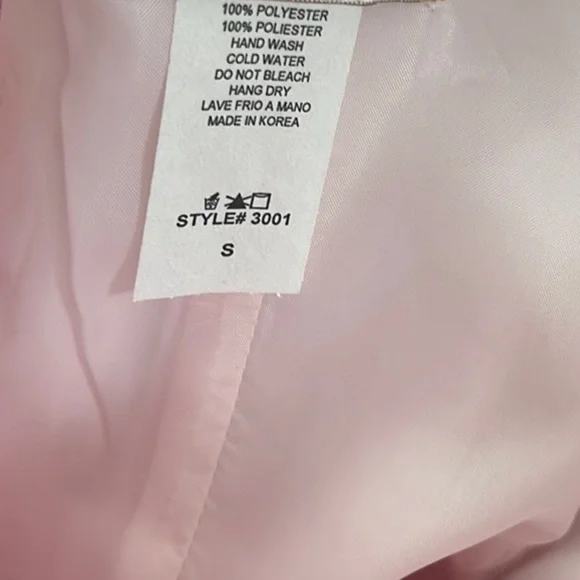 100% POLYESTER
100% POLIESTER
HAND WASH
COLD WATER
DO NOT BLEACH
HANG DRY
LAVE FRIO A MANO
MADE IN KOREA
STYLE# 3001
S